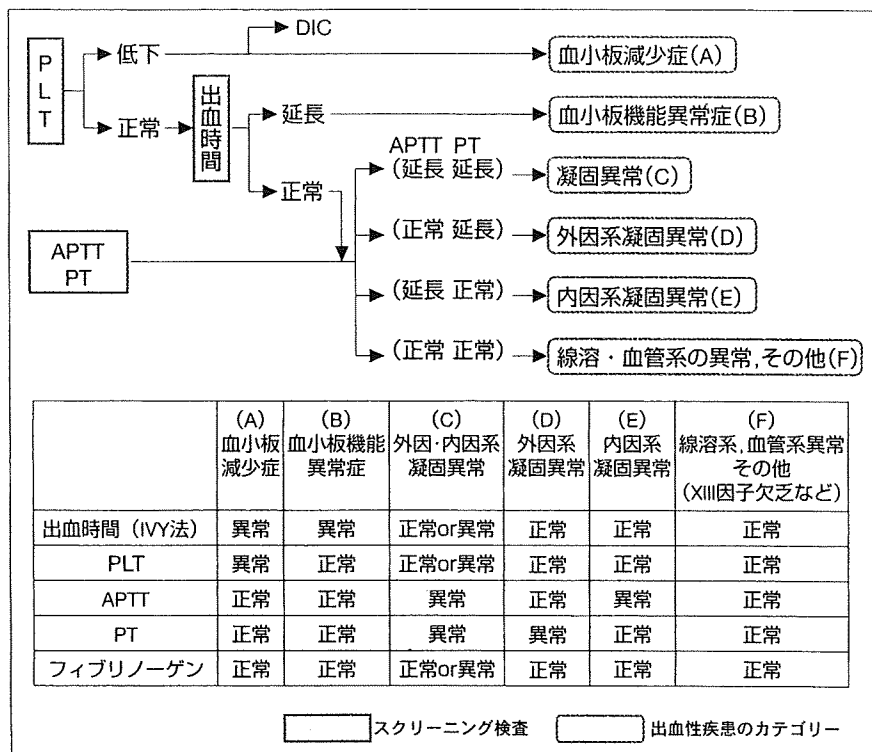 DIC
PLT
低下
血小板減少症(A)
正常
出血時間
延長
血小板機能異常症(B)
正常
APTT PT
(延長 延長)
凝固異常(C)
(正常 延長)
外因系凝固異常(D)
APTT
PT
(延長 正常)
内因系凝固異常(E)
(正常 正常)
線溶・血管系の異常,その他(F)
(A) (B) (C) (D) (E) (F)
血小板 血小板機能 外因・内因系 外因系 内因系 線溶系,血管系異常
減少症 異常症 凝固異常 凝固異常 凝固異常 その他
(XIII因子欠乏など)
出血時間(IVY法) 異常 異常 正常or異常 正常 正常 正常
PLT 異常 正常 正常or異常 正常 正常 正常
APTT 正常 正常 異常 正常 異常 正常
PT 正常 正常 異常 異常 正常 正常
フィブリノーゲン 正常 正常 正常or異常 正常 正常 正常
スクリーニング検査 出血性疾患のカテゴリー